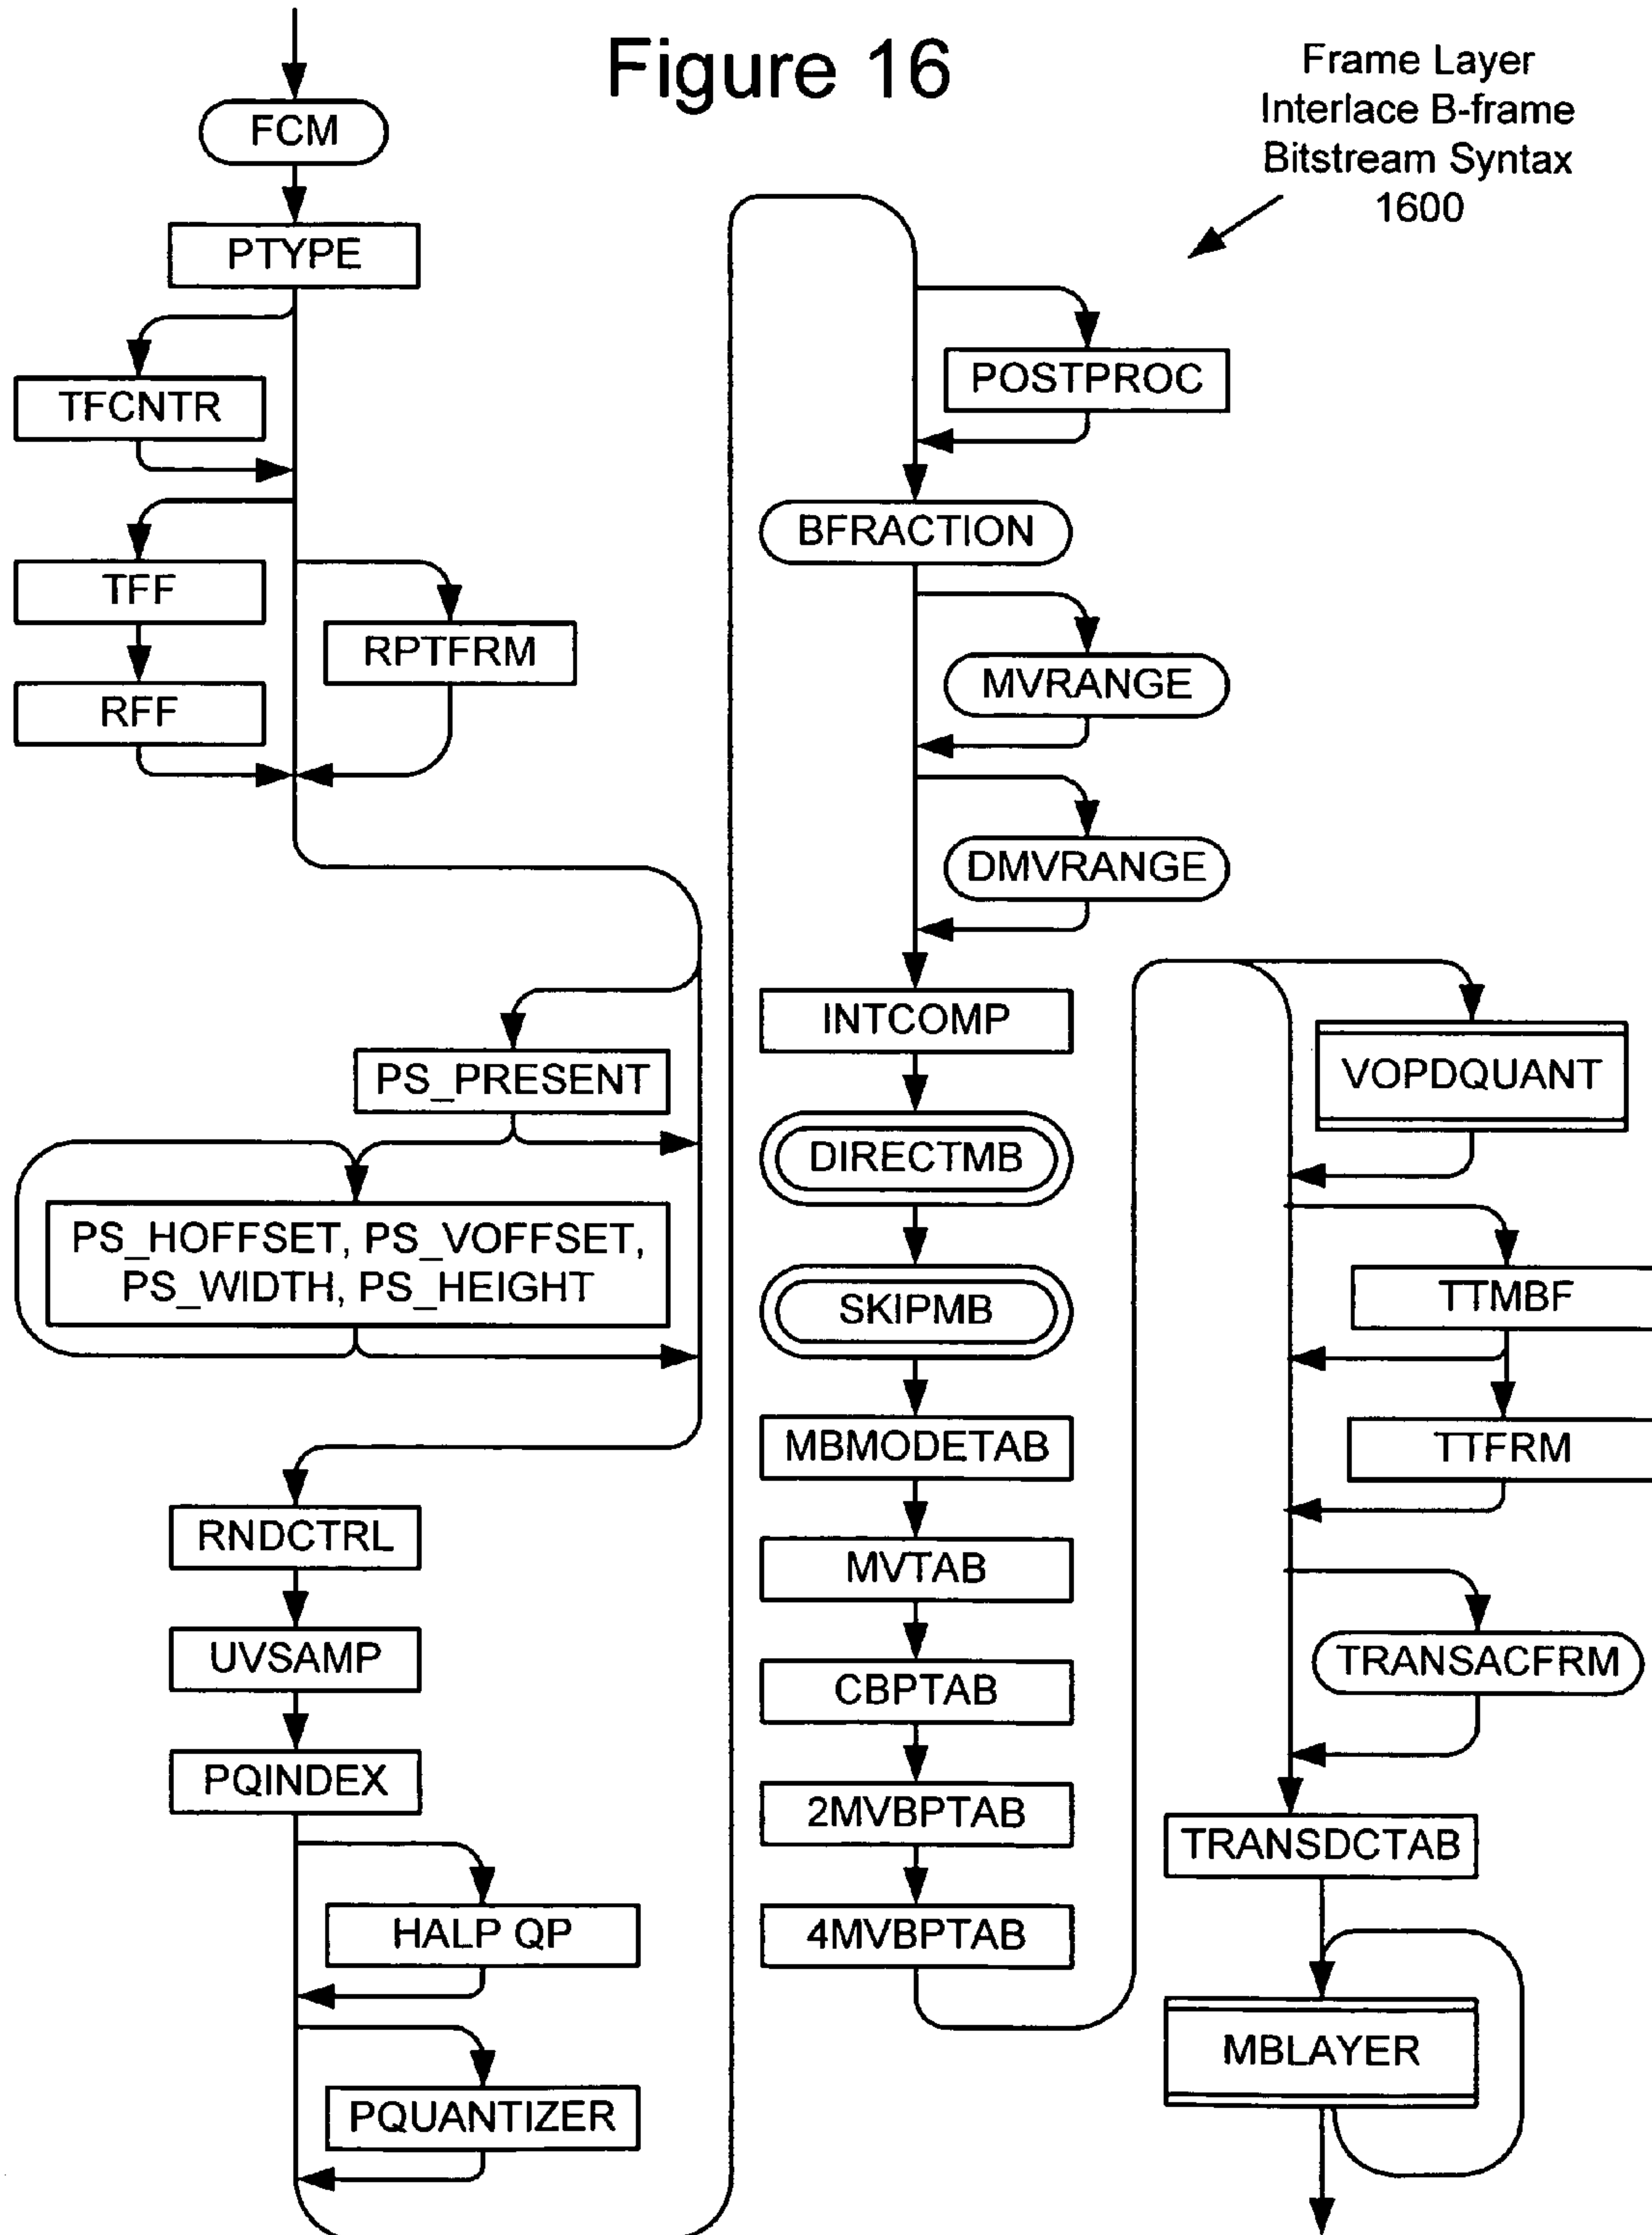 Figure 16
Frame Layer
Interlace B-frame
Bitstream Syntax
1600
FCM
PTYPE
TFCNTR
TFF
RPTFRM
RFF
PS_PRESENT
PS_HOFFSET, PS_VOFFSET,
PS_WIDTH, PS_HEIGHT
RNDCTRL
UVSAMP
PQINDEX
HALP QP
PQUANTIZER
POSTPROC
BFRACTION
MVRANGE
DMVRANGE
INTCOMP
DIRECTMB
SKIPMB
MBMODETAB
MVTAB
CBPTAB
2MVBPTAB
4MVBPTAB
VOPDQUANT
TTMBF
TTFRM
TRANSACFRM
TRANSDCTAB
MBLAYER